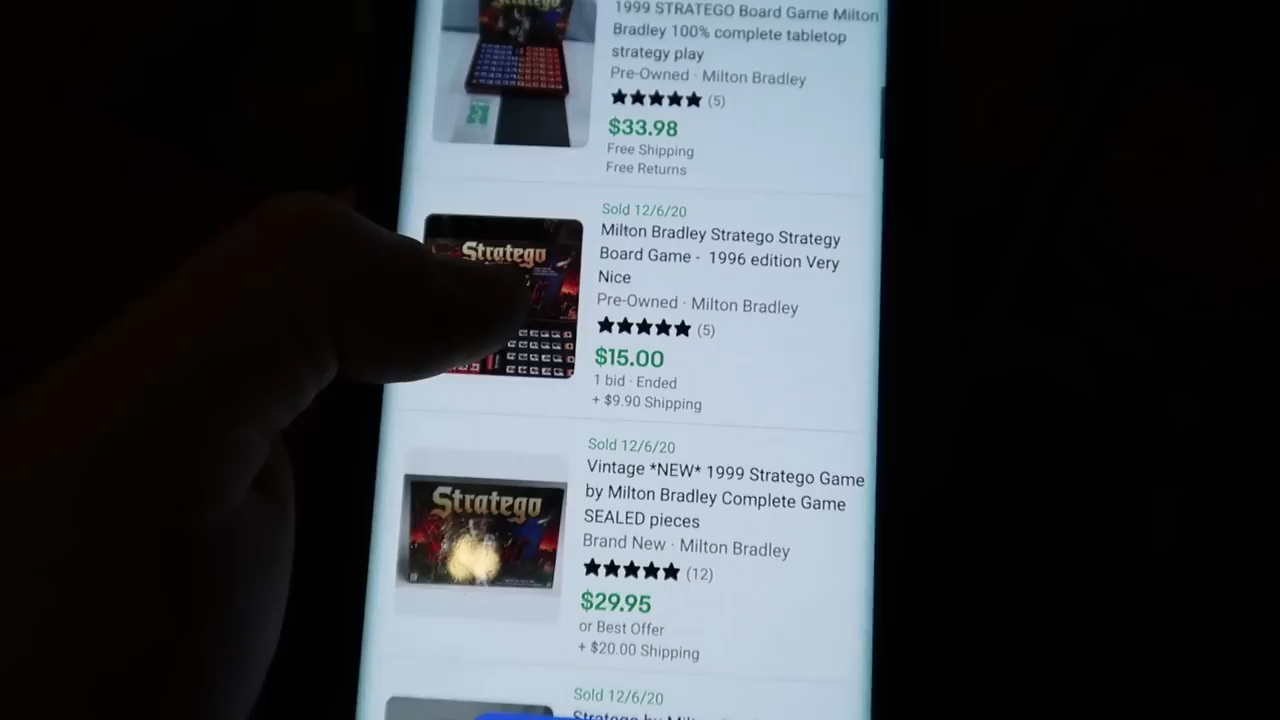 Stratego
1999 STRATEGO Board Game Milton
Bradley 100% complete tabletop
strategy play
Pre-Owned · Milton Bradley
(5)
$33.98
Free Shipping
Free Returns
Stratego
Sold 12/6/20
Milton Bradley Stratego Strategy
Board Game - 1996 edition Very
Nice
Pre-Owned · Milton Bradley
(5)
$15.00
1 bid · Ended
+ $9.90 Shipping
Stratego
Sold 12/6/20
Vintage *NEW* 1999 Stratego Game
by Milton Bradley Complete Game
SEALED pieces
Brand New · Milton Bradley
(12)
$29.95
or Best Offer
+ $20.00 Shipping
Sold 12/6/20
Stratego by